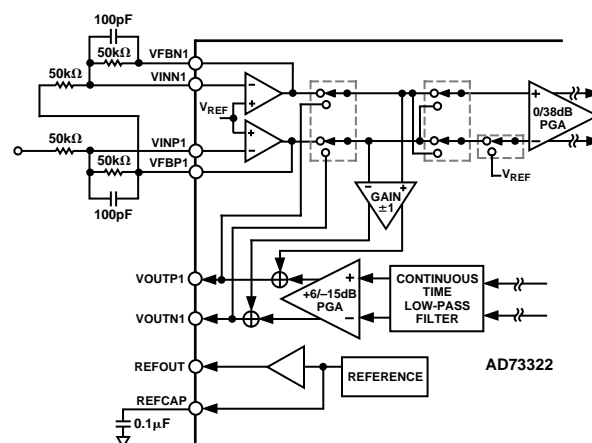 100pF
50kΩ
VFBN1
50kΩ
VINN1
VREF
0/38dB
PGA
50kΩ
VINP1
50kΩ
VFBP1
100pF
VREF
GAIN
±1
VOUTP1
+6/–15dB
PGA
CONTINUOUS
TIME
LOW-PASS
FILTER
VOUTN1
AD73322
REFOUT
REFERENCE
REFCAP
0.1μF